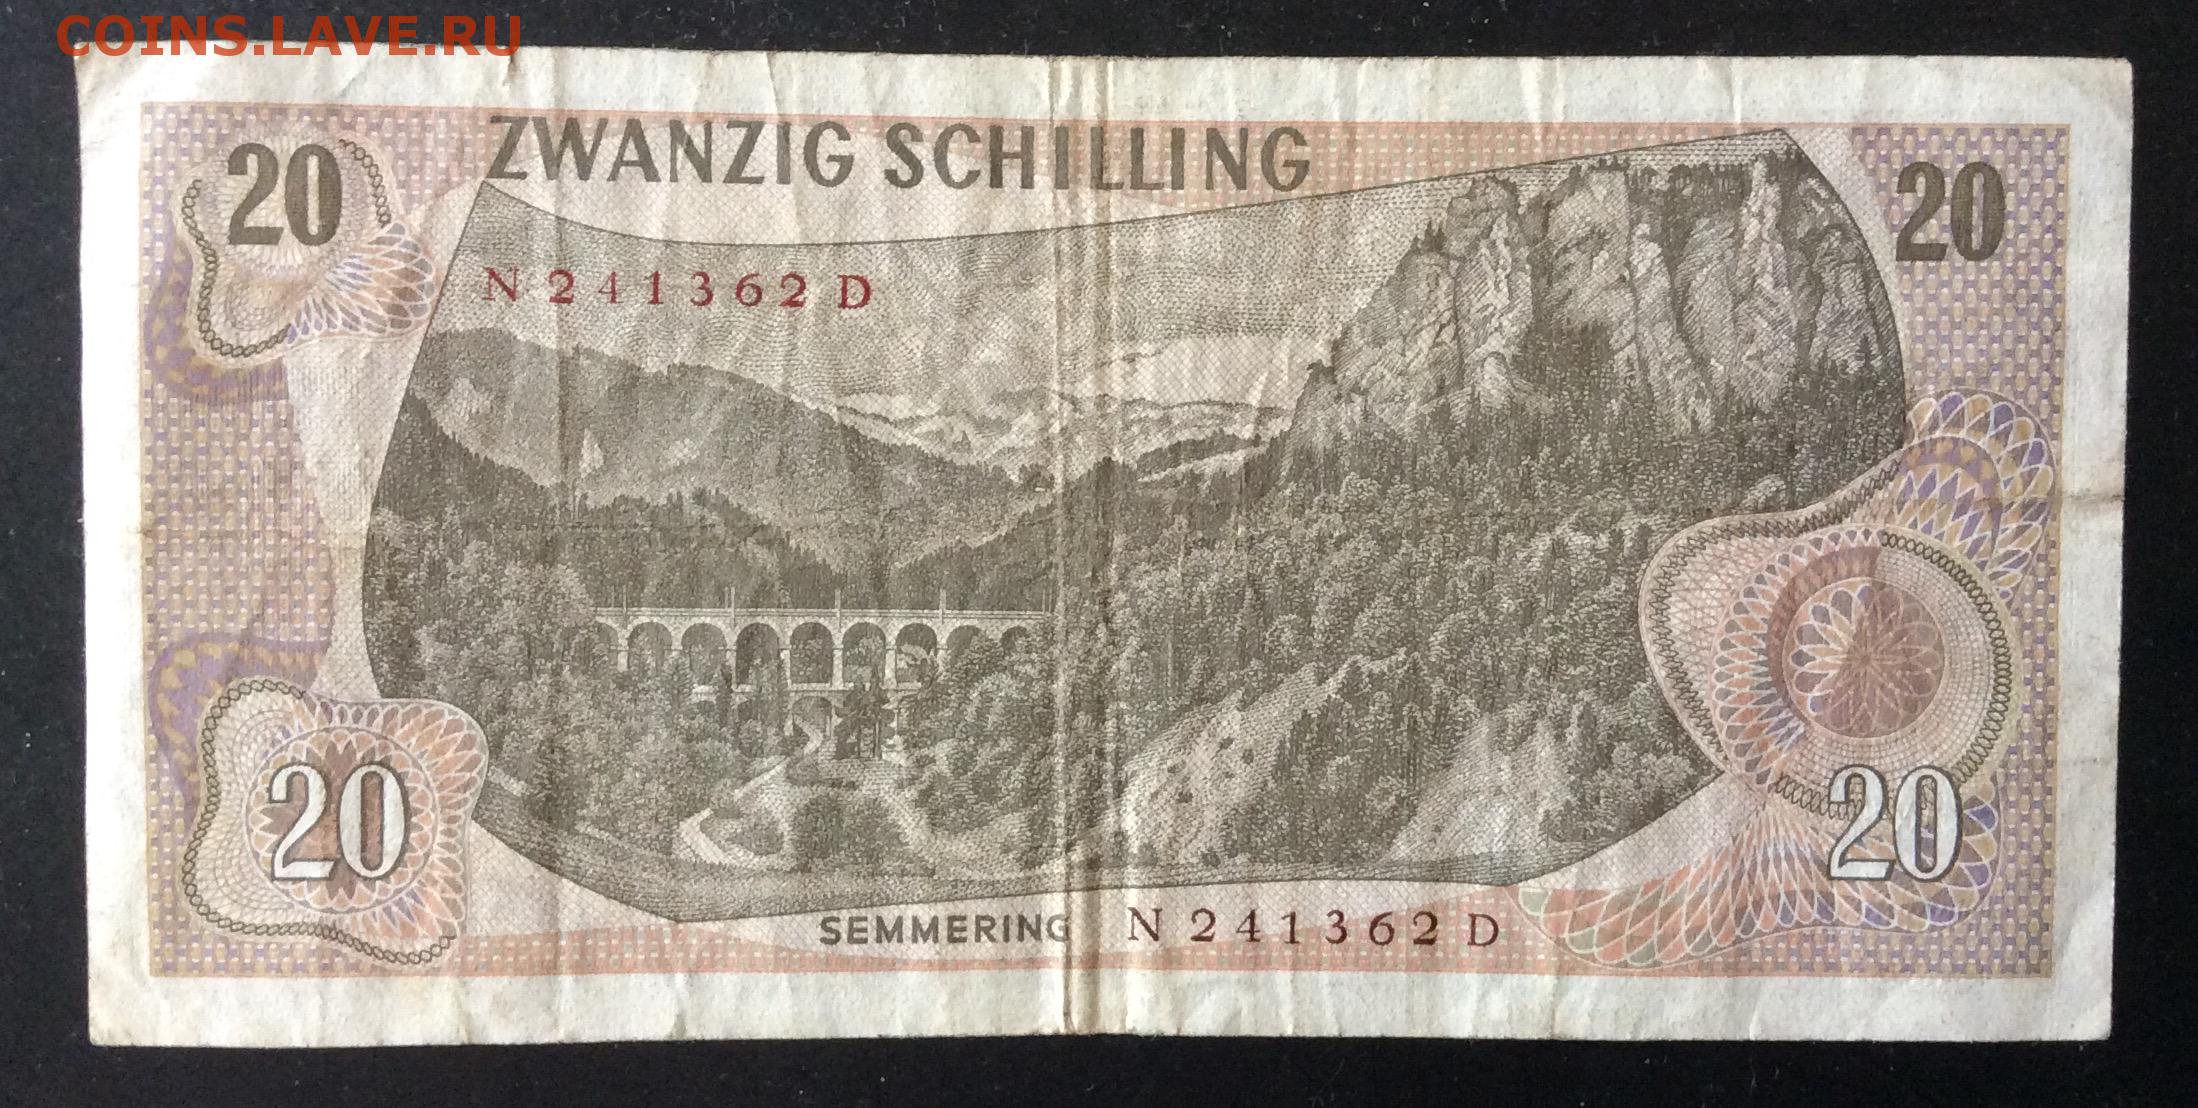 COINS.LAVE.RU
ZWANZIG SCHILLING
20
20
N 241362 D
20
20
SEMMERING N 241362 D